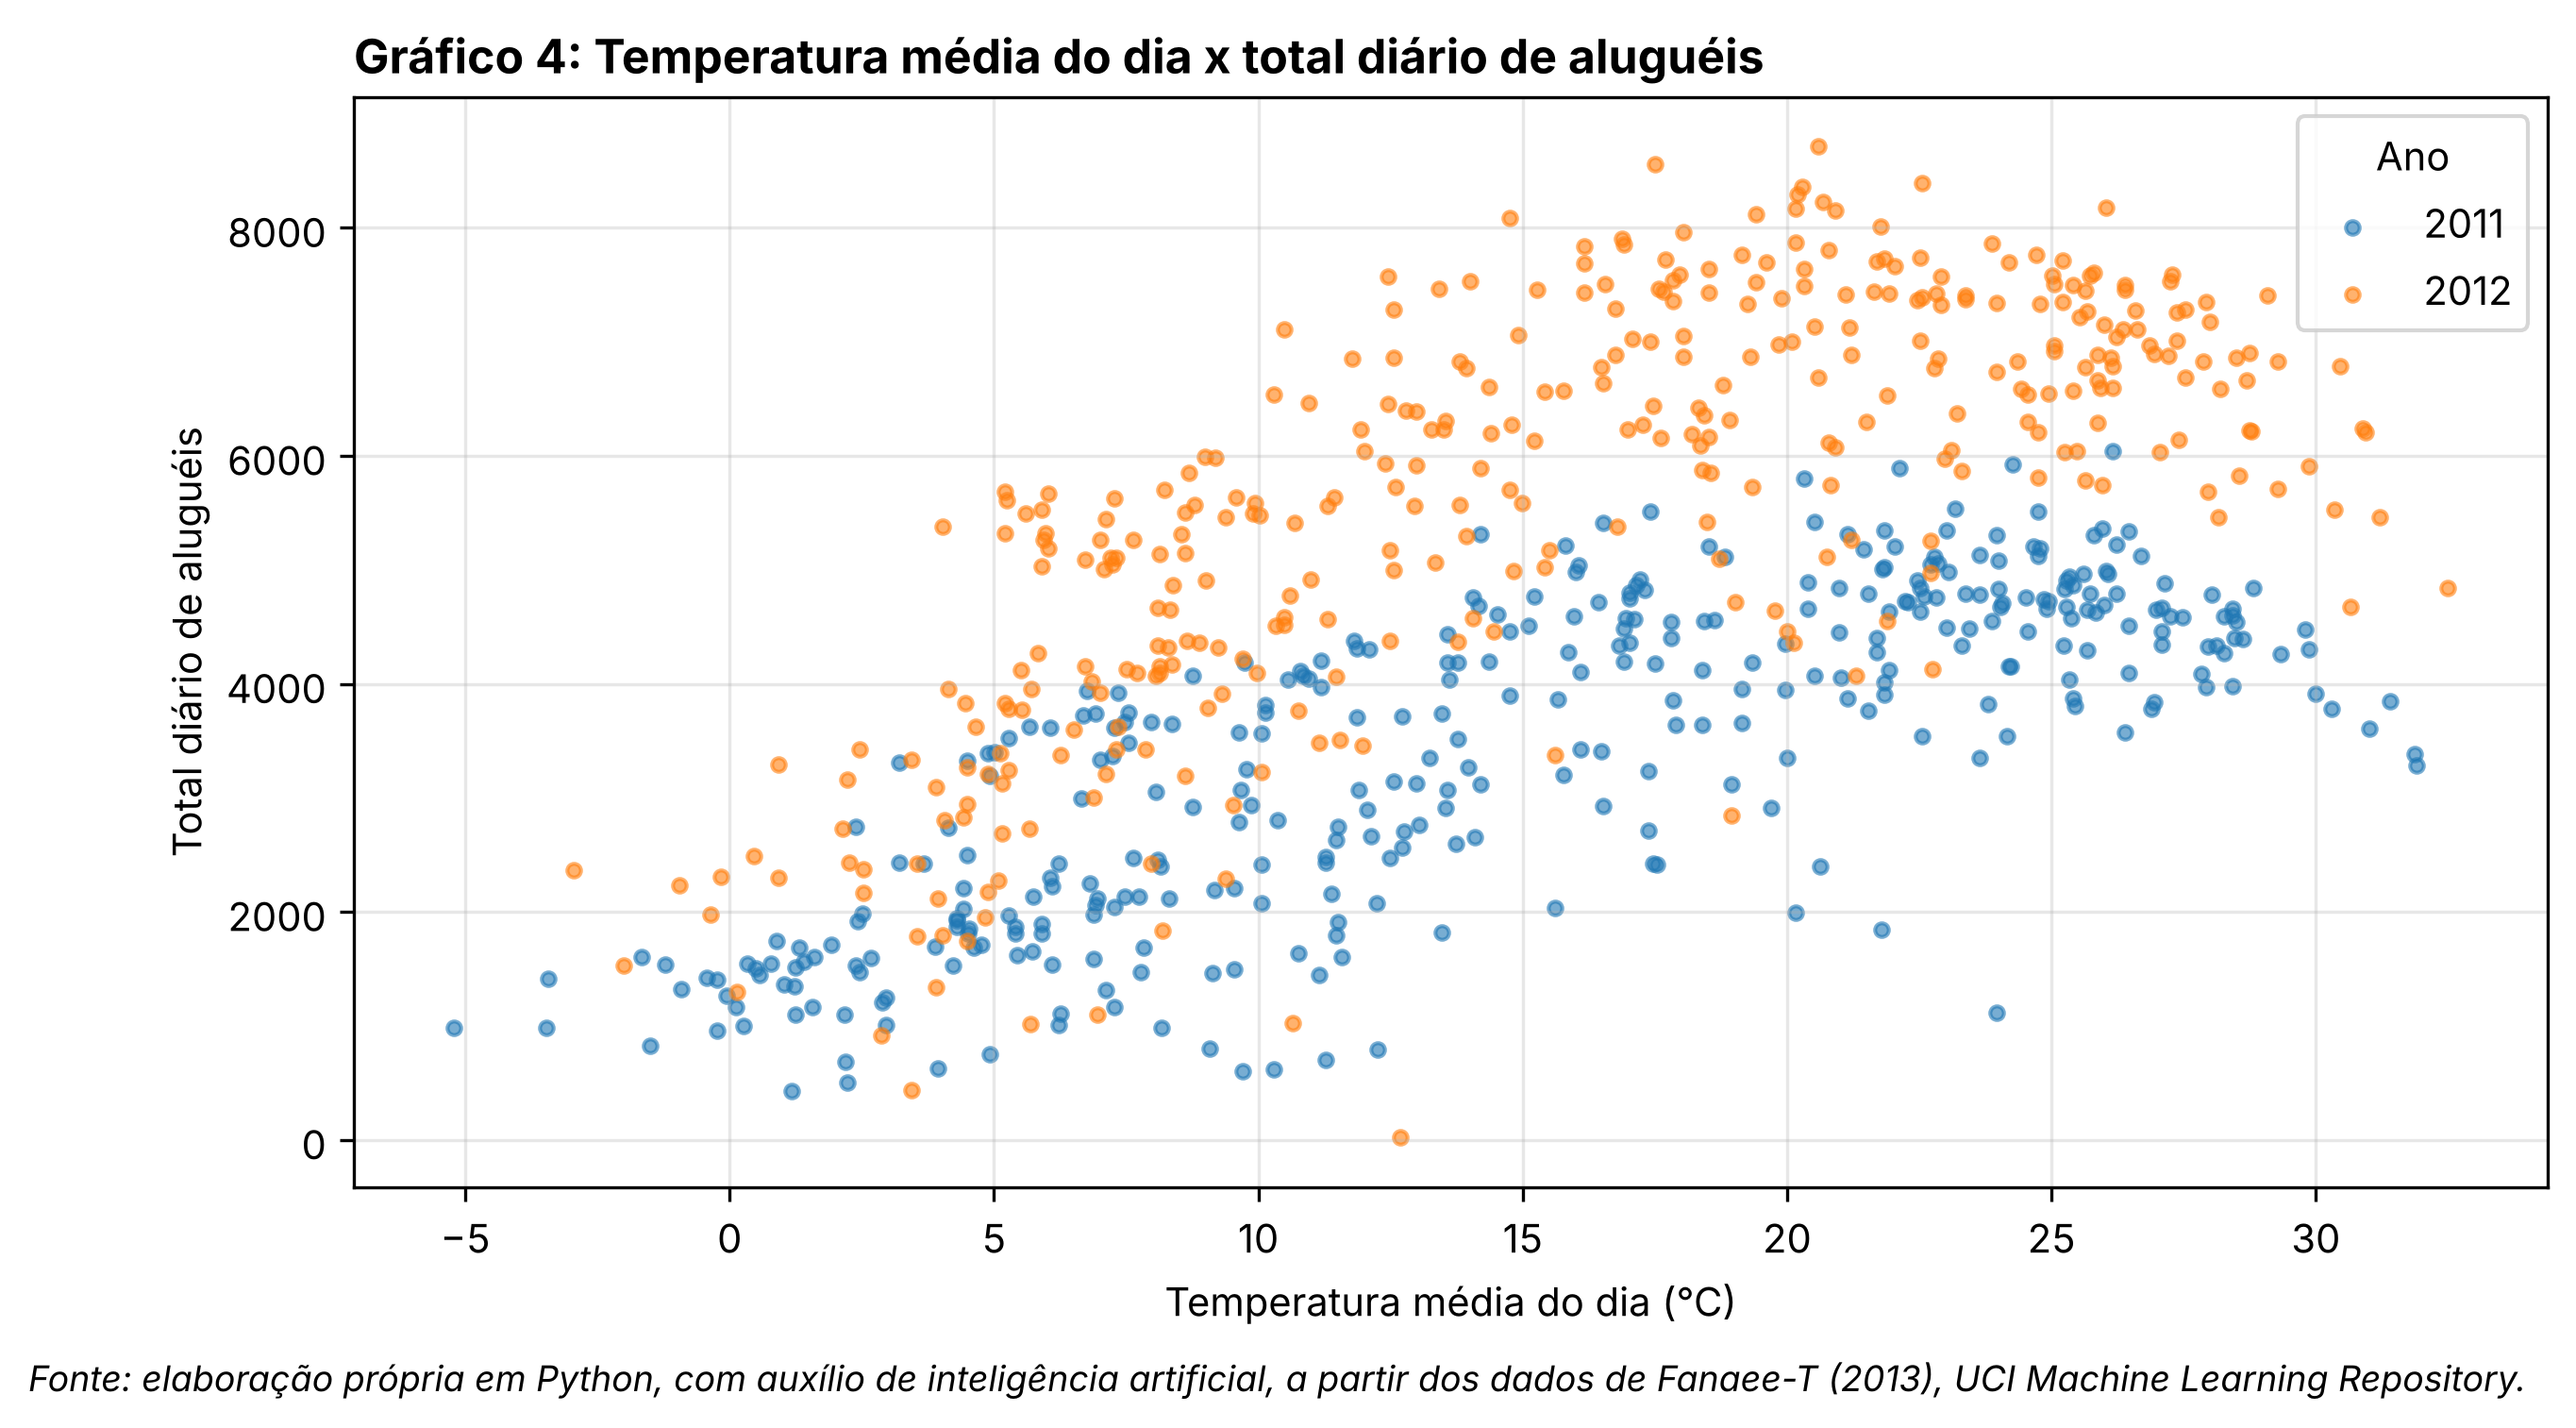 Gráfico 4: Temperatura média do dia x total diário de aluguéis
Ano
2011
2012
Total diário de aluguéis
8000
6000
4000
2000
0
−5 0 5 10 15 20 25 30
Temperatura média do dia (°C)
Fonte: elaboração própria em Python, com auxílio de inteligência artificial, a partir dos dados de Fanaee-T (2013), UCI Machine Learning Repository.